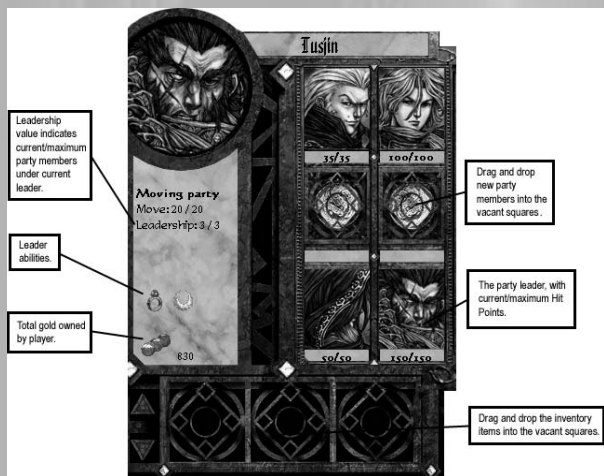 Tusjin
Leadership
value indicates
current/maximum
party members
under current
leader.
35/35
100/100
Drag and drop
new party
members into the
vacant squares.
Moving party
Move: 20 / 20
Leadership: 3 / 3
Leader
abilities.
The party leader, with
current/maximum Hit
Points.
Total gold owned
by player.
630
50/50
150/150
Drag and drop the inventory
items into the vacant squares.